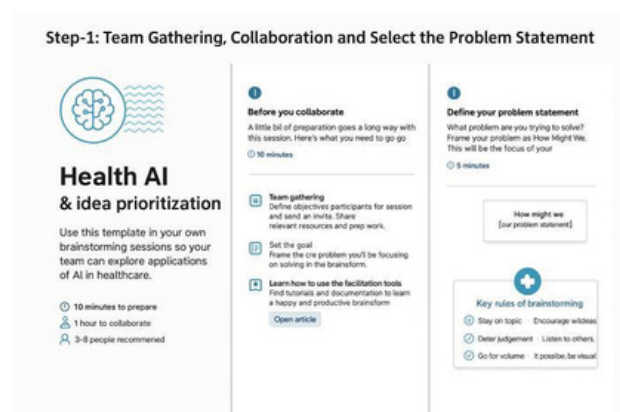 Step-1: Team Gathering, Collaboration and Select the Problem Statement
Health AI
& idea prioritization
Use this template in your own
brainstorming sessions so your
team can explore applications
of AI in healthcare.
10 minutes to prepare
1 hour to collaborate
3-8 people recommened
Before you collaborate
A little bil of preparation goes a long way with
this session. Here's what you need to go go
10 minutes
Team gathering
Define objectives participants for session
and send an invite. Share
relevant resources and prep work.
Set the goal
Frame the cre problem you'll be focusing
on solving in the brainsform.
Learn how to use the facilitation tools
Find tutorials and documentation to learn
a happy and productive brainsform
Open article
Define your problem statement
What problem are you trying to solve?
Frame your problem as How Might We.
This will be the focus of your
5 minutes
How might we
[our problem statenent]
Key rules of brainstorming
Stay on topic · Encourage wildeas
Deter judgement · Listen to others.
Go for volume · It possibe, be visual